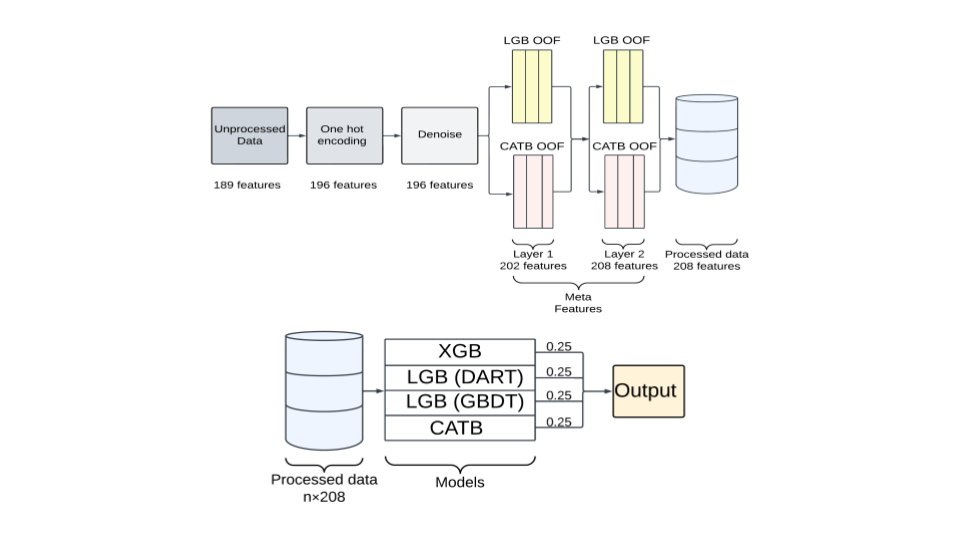 LGB OOF
LGB OOF
Unprocessed
Data
One hot
encoding
Denoise
CATB OOF
CATB OOF
189 features
196 features
196 features
Layer 1
202 features
Layer 2
208 features
Processed data
208 features
Meta
Features
XGB
LGB (DART)
LGB (GBDT)
CATB
0.25
0.25
0.25
0.25
Output
Processed data
n×208
Models